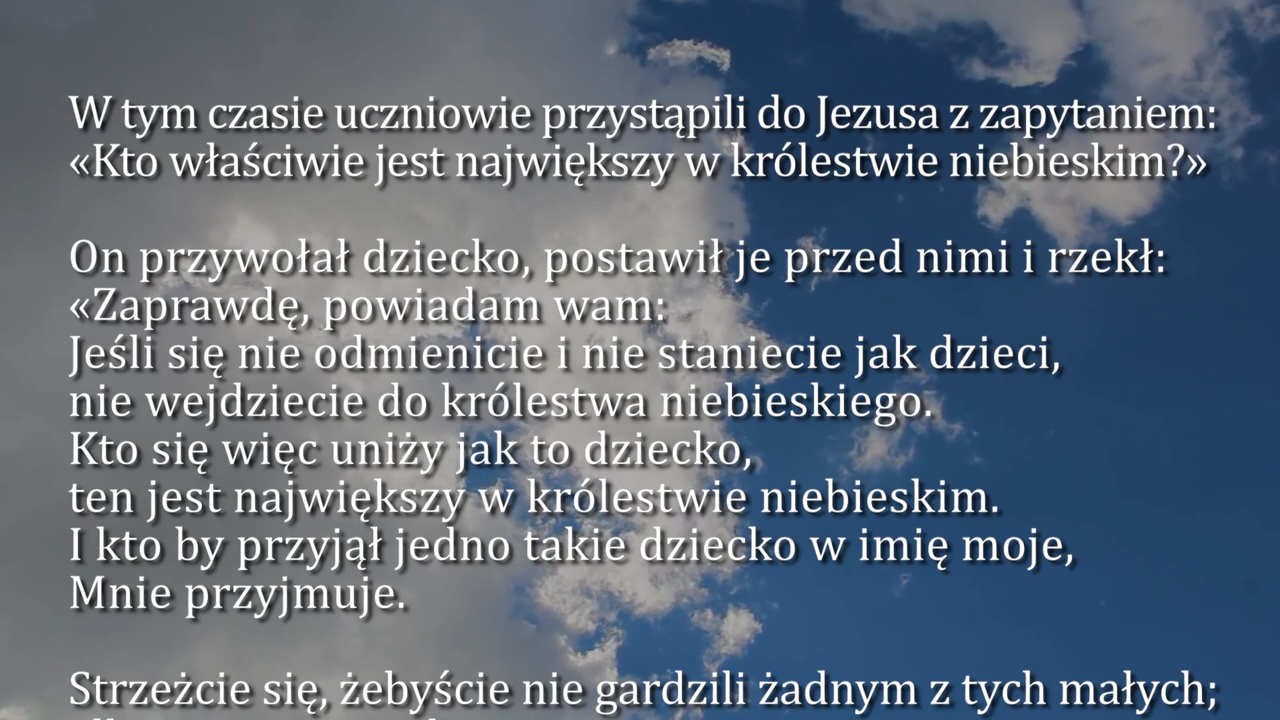 W tym czasie uczniowie przystąpili do Jezusa z zapytaniem:
«Kto właściwie jest największy w królestwie niebieskim?»
On przywołał dziecko, postawił je przed nimi i rzekł:
«Zaprawdę, powiadam wam:
Jeśli się nie odmienicie i nie staniecie jak dzieci,
nie wejdziecie do królestwa niebieskiego.
Kto się więc uniży jak to dziecko,
ten jest największy w królestwie niebieskim.
I kto by przyjął jedno takie dziecko w imię moje,
Mnie przyjmuje.
Strzeżcie się, żebyście nie gardzili żadnym z tych małych;